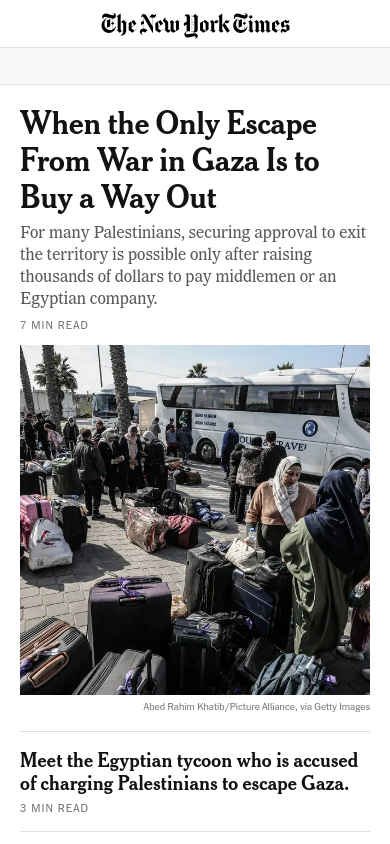 The New York Times
When the Only Escape
From War in Gaza Is to
Buy a Way Out
For many Palestinians, securing approval to exit
the territory is possible only after raising
thousands of dollars to pay middlemen or an
Egyptian company.
7 MIN READ
Abed Rahim Khatib/Picture Alliance, via Getty Images
Meet the Egyptian tycoon who is accused
of charging Palestinians to escape Gaza.
3 MIN READ